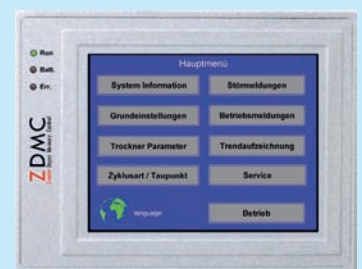 Run
Batt.
Err.
ZDMC
Hauptmenü
System Information
Störmeldungen
Grundeinstellungen
Betriebsmeldungen
Trockner Parameter
Trendaufzeichnung
Zyklusart / Taupunkt
Service
language
Betrieb